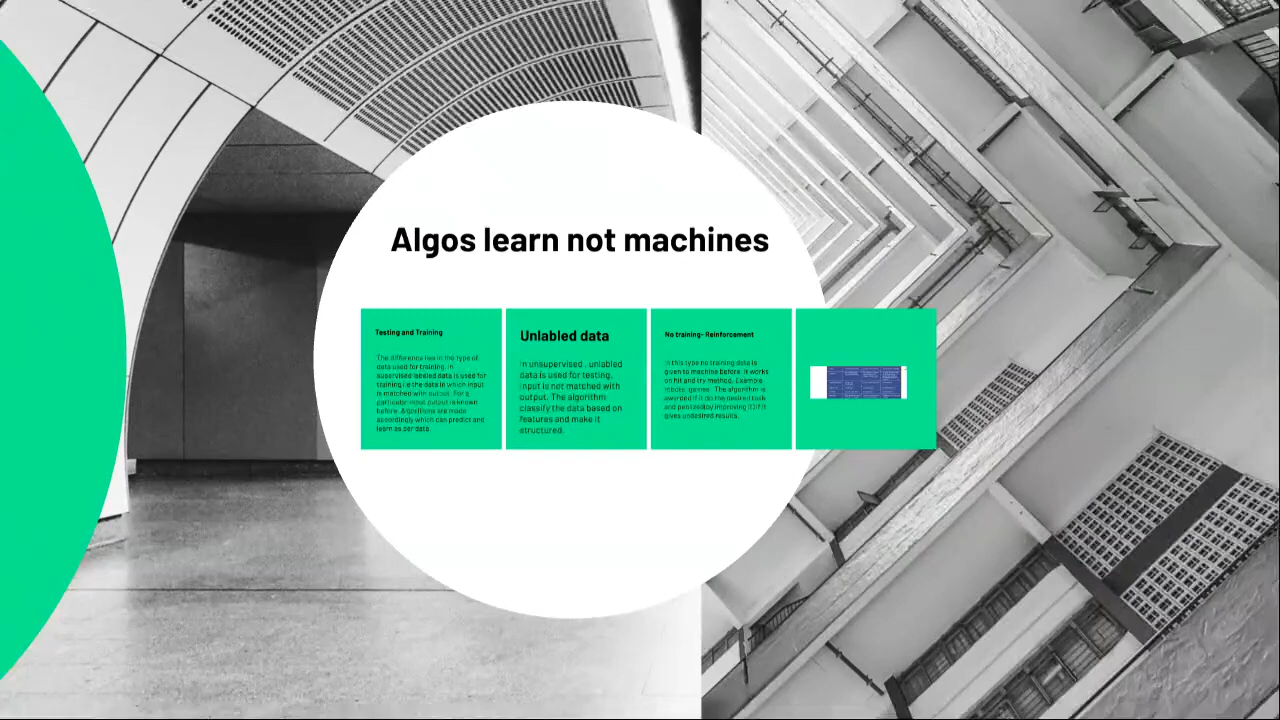 Algos learn not machines
Testing and Training
The difference lies in the type of
data used for training. In
supervised labeled data is used for
training i.e the data in which input
is matched with output. For a
particular input output is known
before. Algorithms are made
accordingly which can predict and
learn as per data.
Unlabled data
In unsupervised , unlabled
data is used for testing.
Input is not matched with
output. The algorithm
classify the data based on
features and make it
structured.
No training- Reinforcement
In this type no training data is
given to machine before. It works
on hit and try method. Example
robots ,games . The algorithm is
awarded if it do the desired task
and penlized by improving it if it
gives undesired results.